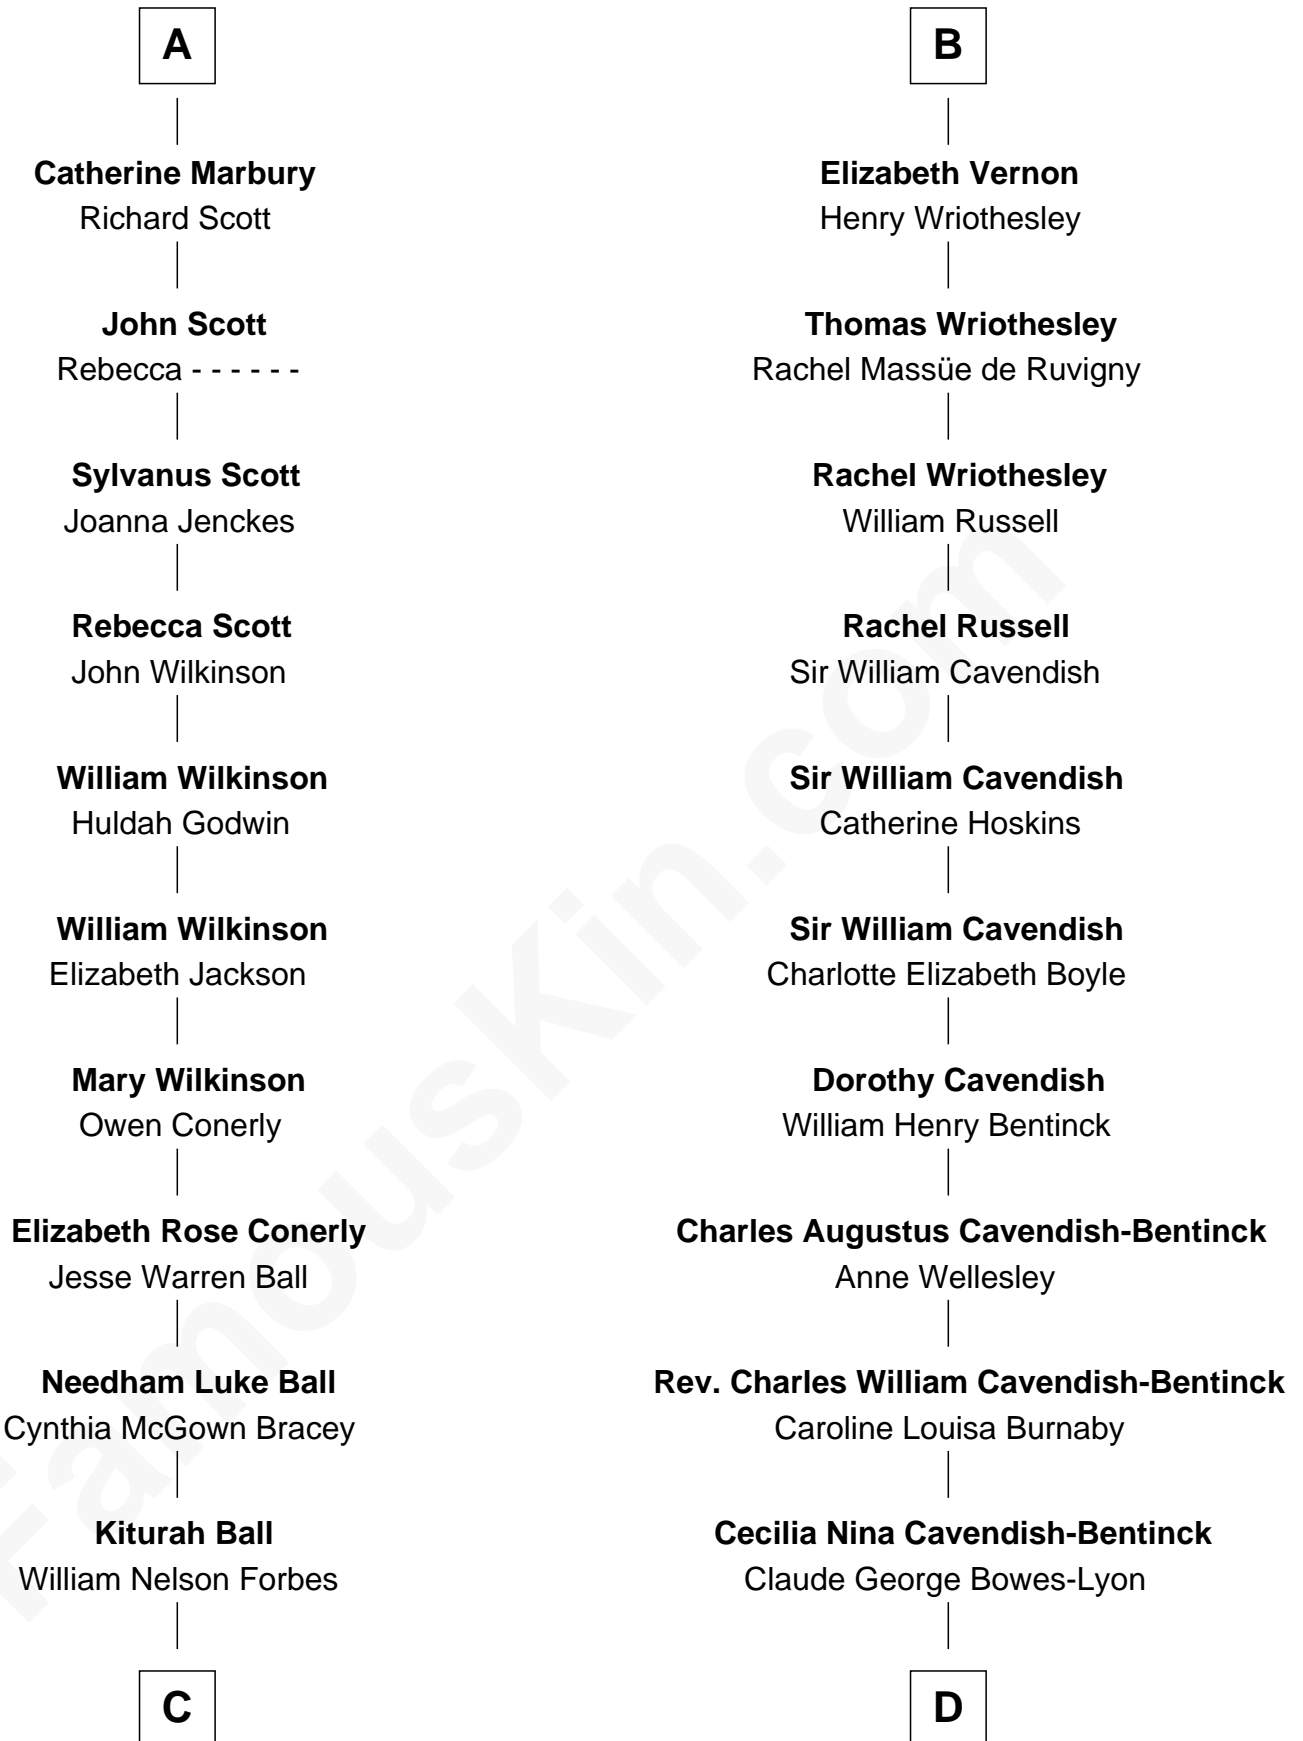 A
Catherine Marbury
Richard Scott
John Scott
Rebecca - - - - - -
Sylvanus Scott
Joanna Jenckes
Rebecca Scott
John Wilkinson
William Wilkinson
Huldah Godwin
William Wilkinson
Elizabeth Jackson
Mary Wilkinson
Owen Conerly
Elizabeth Rose Conerly
Jesse Warren Ball
Needham Luke Ball
Cynthia McGown Bracey
Kiturah Ball
William Nelson Forbes
C
B
Elizabeth Vernon
Henry Wriothesley
Thomas Wriothesley
Rachel Massüe de Ruvigny
Rachel Wriothesley
William Russell
Rachel Russell
Sir William Cavendish
Sir William Cavendish
Catherine Hoskins
Sir William Cavendish
Charlotte Elizabeth Boyle
Dorothy Cavendish
William Henry Bentinck
Charles Augustus Cavendish-Bentinck
Anne Wellesley
Rev. Charles William Cavendish-Bentinck
Caroline Louisa Burnaby
Cecilia Nina Cavendish-Bentinck
Claude George Bowes-Lyon
D
FamousKin.com